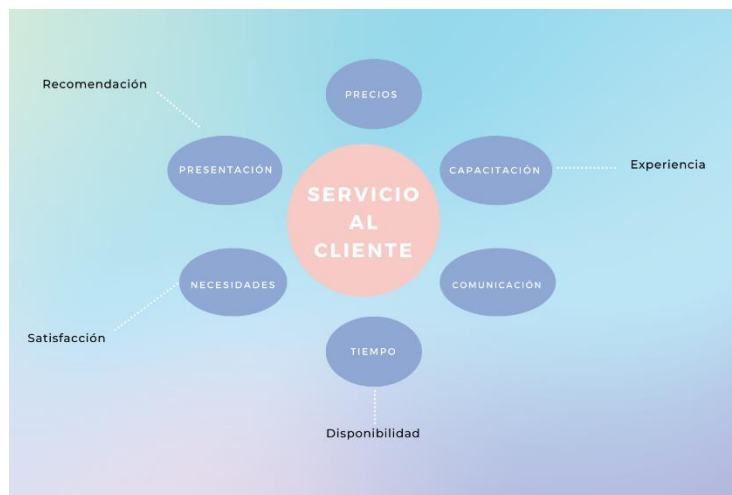 Recomendación
PRECIOS
PRESENTACIÓN
CAPACITACIÓN
Experiencia
SERVICIO
AL
CLIENTE
NECESIDADES
COMUNICACIÓN
Satisfacción
TIEMPO
Disponibilidad